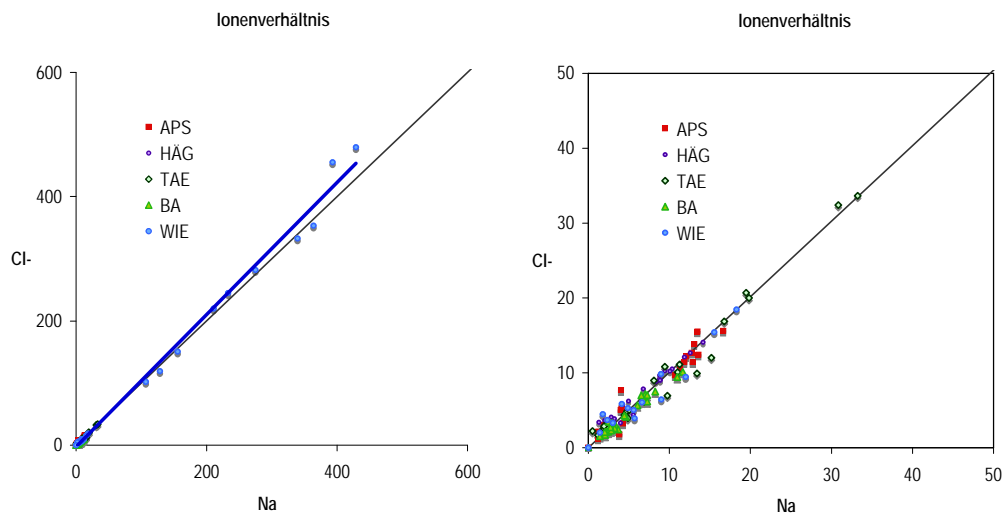 Ionenverhältnis
600
400
200
0
0
200
400
600
Cl-
Na
APS
HÄG
TAE
BA
WIE
Ionenverhältnis
50
40
30
20
10
0
0
10
20
30
40
50
Cl-
Na
APS
HÄG
TAE
BA
WIE